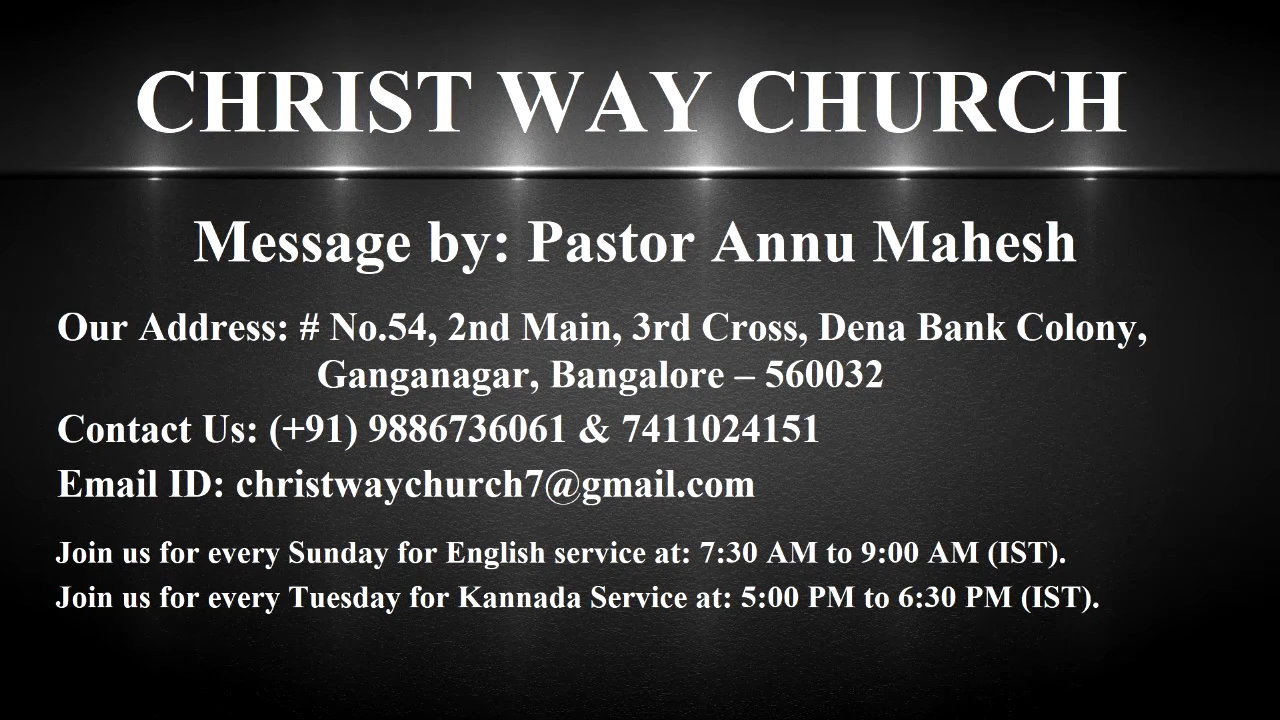 CHRIST WAY CHURCH
Message by: Pastor Annu Mahesh
Our Address: # No.54, 2nd Main, 3rd Cross, Dena Bank Colony,
Ganganagar, Bangalore – 560032
Contact Us: (+91) 9886736061 & 7411024151
Email ID: christwaychurch7@gmail.com
Join us for every Sunday for English service at: 7:30 AM to 9:00 AM (IST).
Join us for every Tuesday for Kannada Service at: 5:00 PM to 6:30 PM (IST).